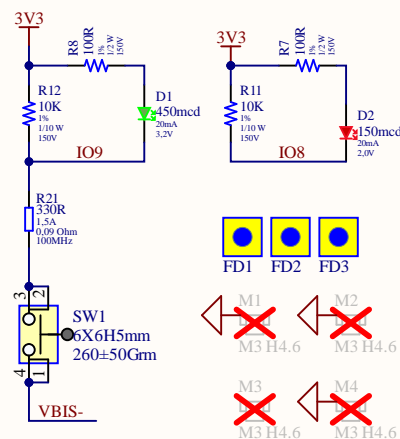 3V3
R8
100R
1%
1/2 W
150V
R12
10K
1%
1/10 W
150V
D1
450mcd
20mA
3,2V
IO9
3V3
R7
100R
1%
1/2 W
150V
R11
10K
1%
1/10 W
150V
D2
150mcd
20mA
2,0V
IO8
R21
330R
1,5A
0,09 Ohm
100MHz
FD1
FD2
FD3
3
2
4
1
SW1
6X6H5mm
260±50Grm
VBIS-
M1
M3 H4.6
M2
M3 H4.6
M3
M3 H4.6
M4
M3 H4.6